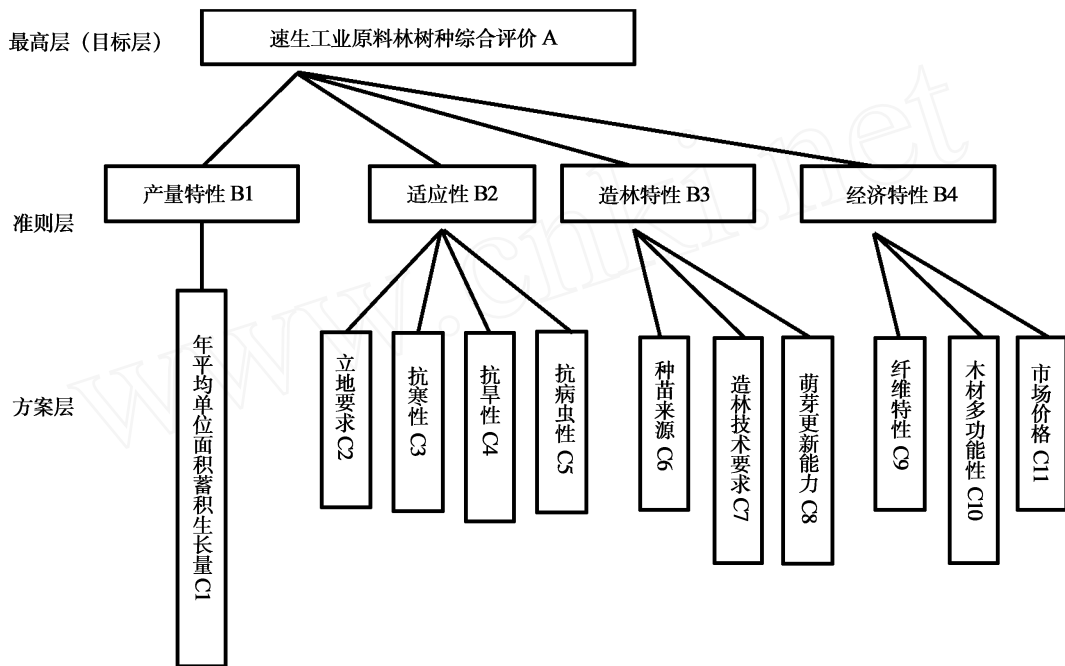 最高层（目标层）
速生工业原料林树种综合评价 A
准则层
产量特性 B1
适应性 B2
造林特性 B3
经济特性 B4
方案层
年平均单位面积蓄积生长量 C1
立地要求 C2
抗寒性 C3
抗旱性 C4
抗病虫性 C5
种苗来源 C6
造林技术要求 C7
萌芽更新能力 C8
纤维特性 C9
木材多功能性 C10
市场价格 C11
www.cnki.net